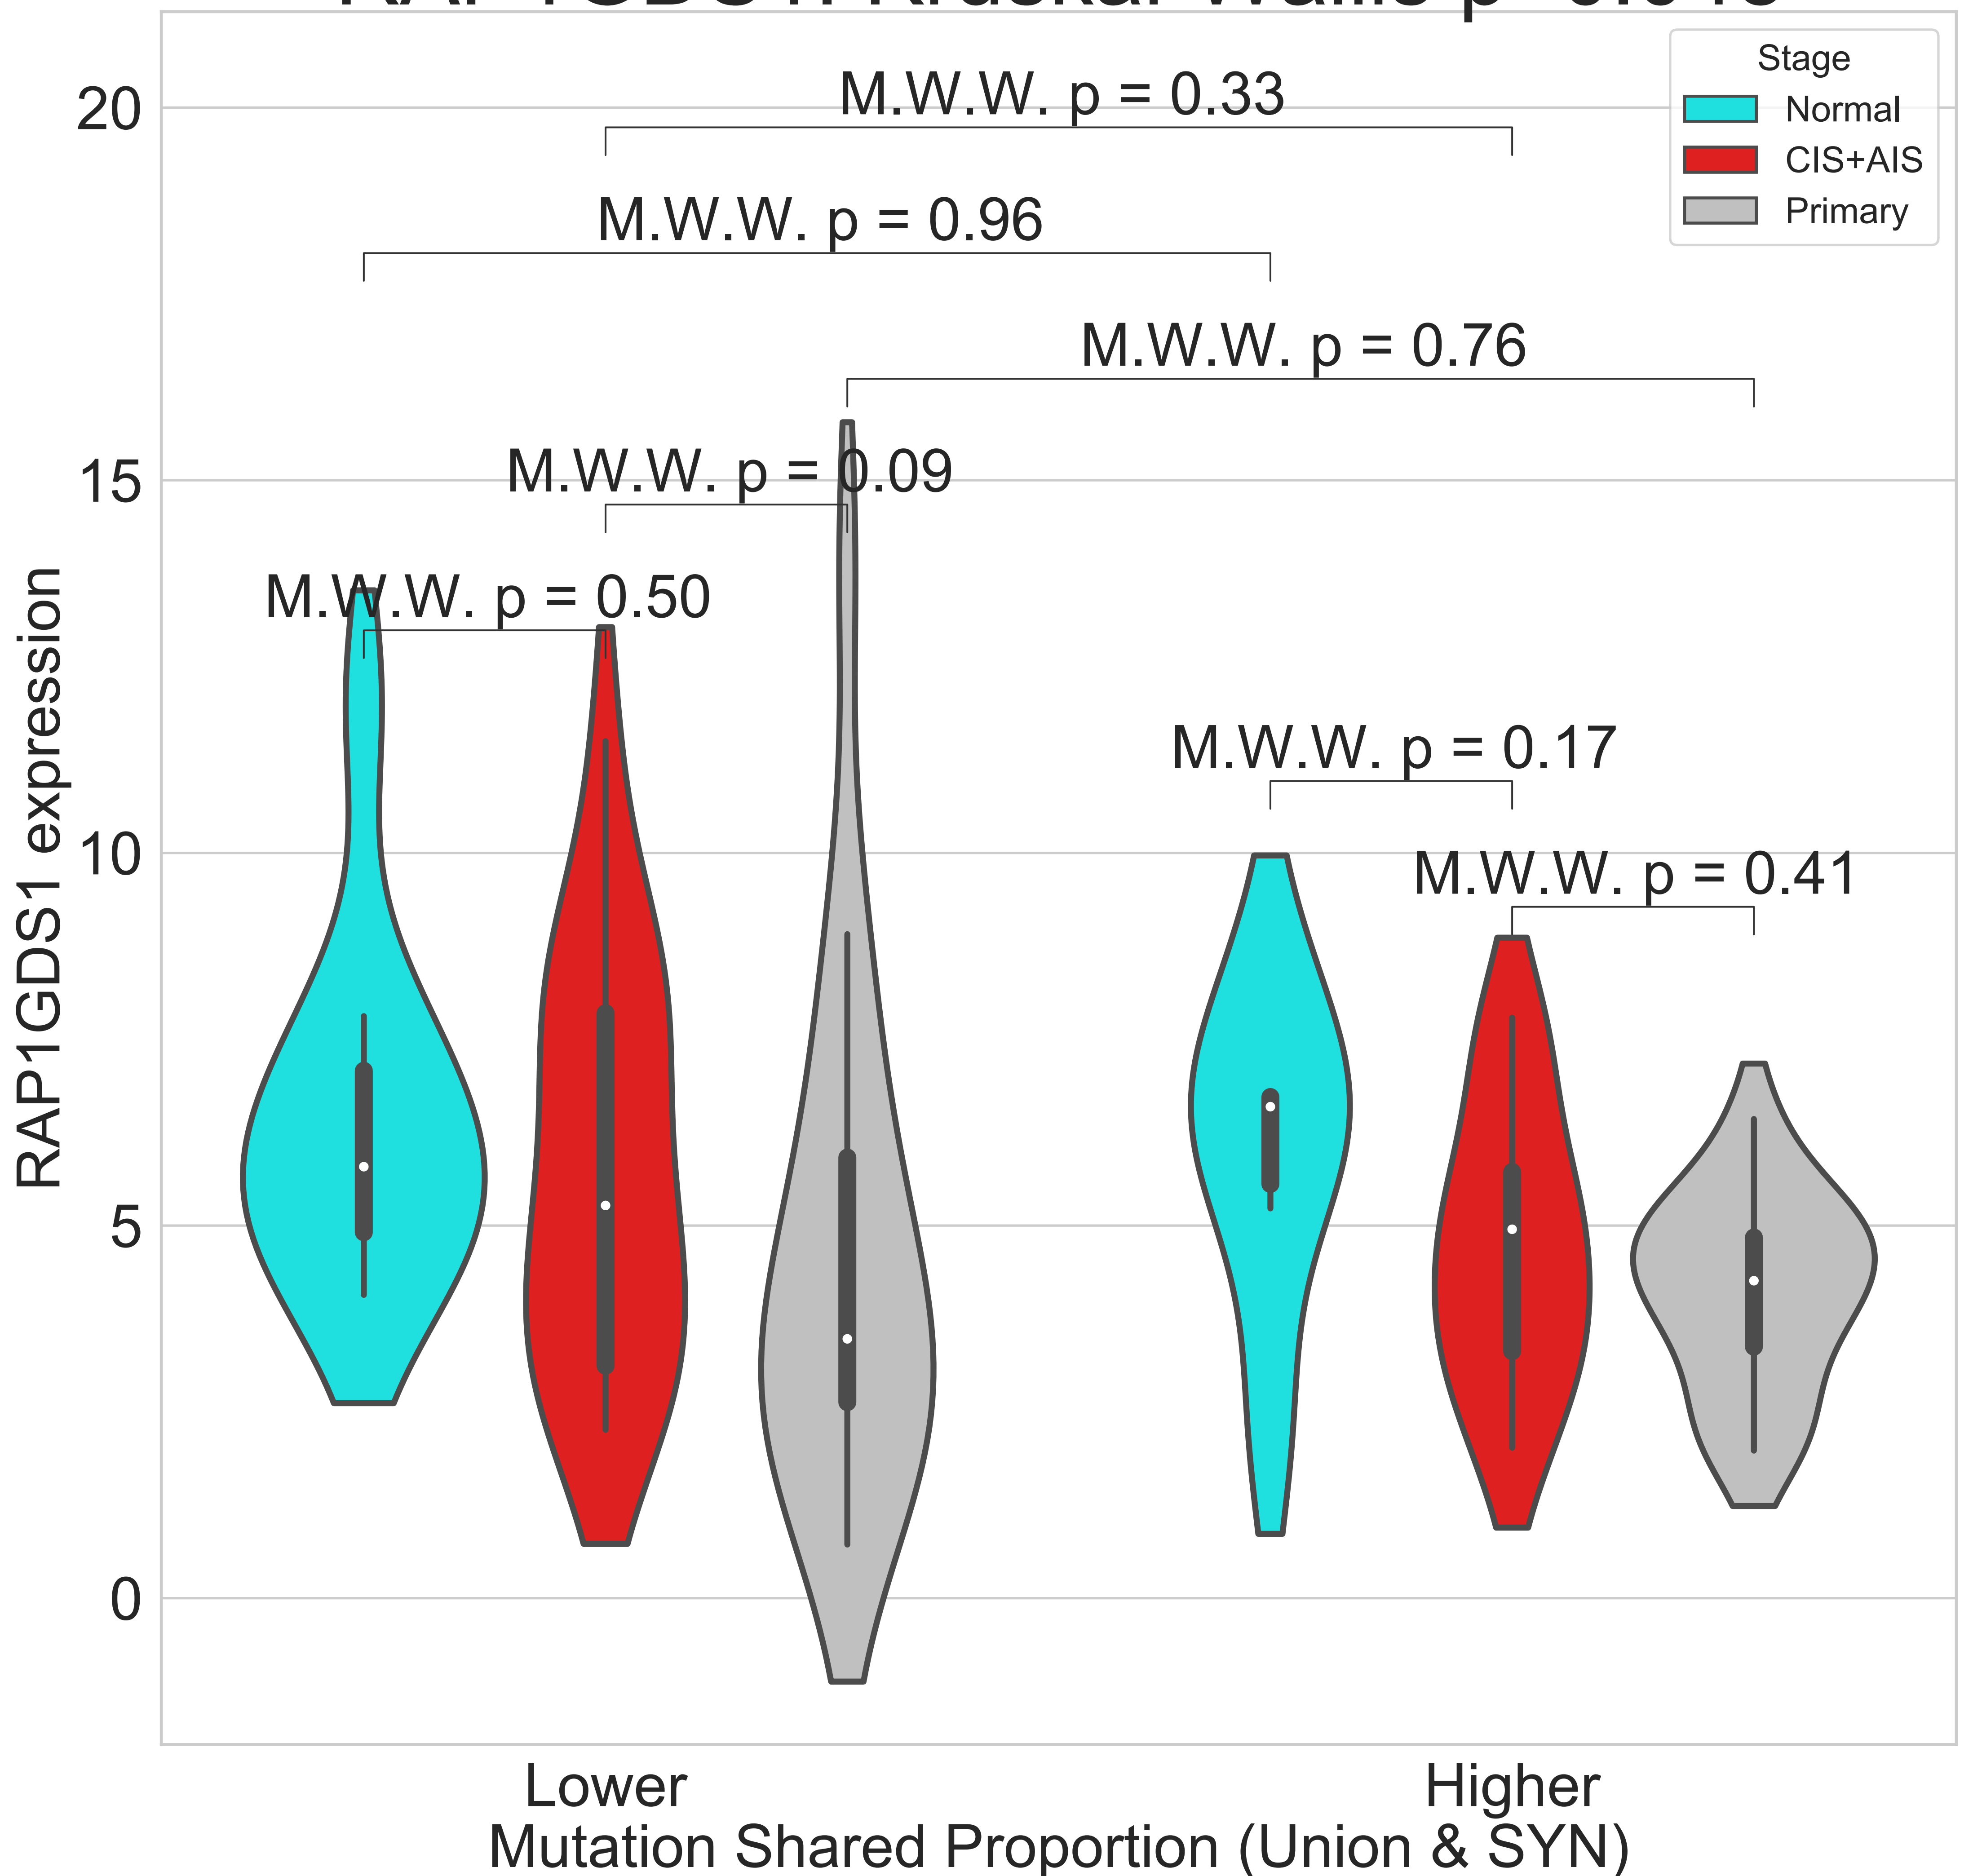 Stage
Normal
CIS+AIS
Primary
M.W.W. p = 0.33
M.W.W. p = 0.96
M.W.W. p = 0.76
M.W.W. p = 0.09
M.W.W. p = 0.50
M.W.W. p = 0.17
M.W.W. p = 0.41
20
15
10
5
0
RAP1GDS1 expression
Lower
Higher
Mutation Shared Proportion (Union & SYN)